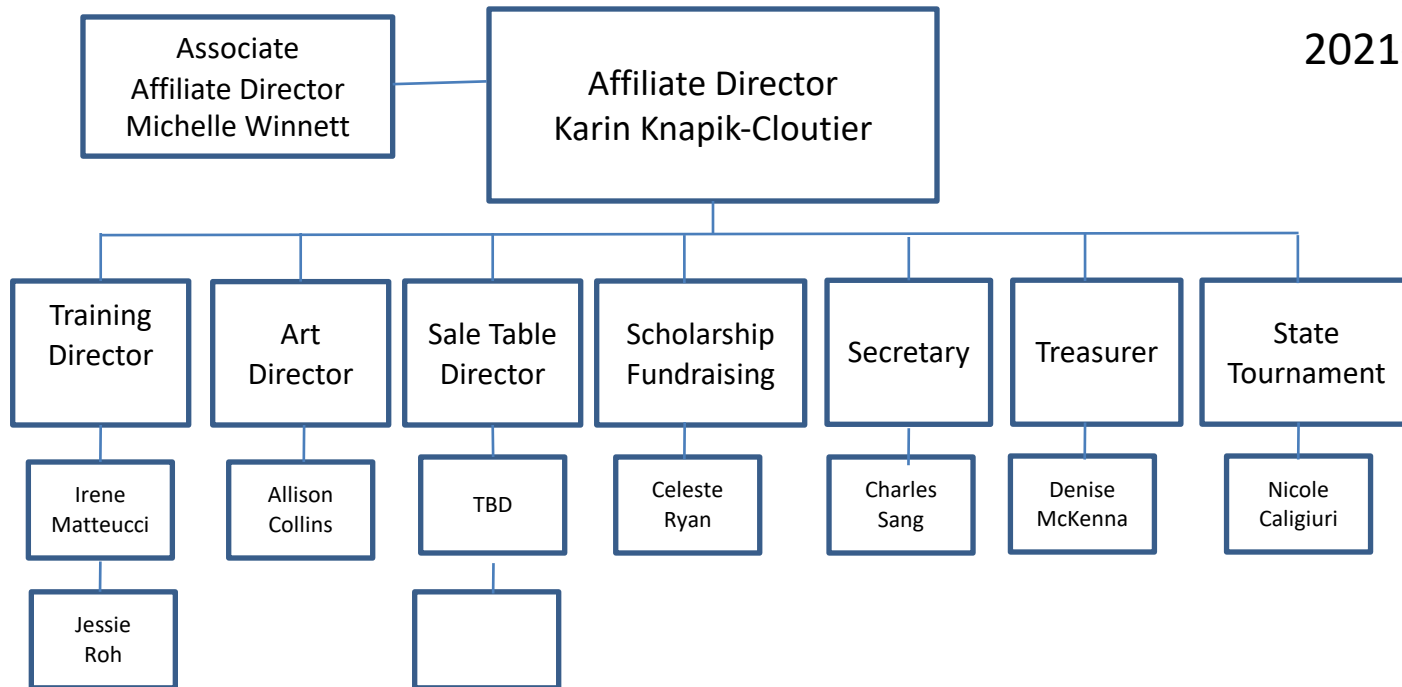 2021
Associate
Affiliate Director
Michelle Winnett
Affiliate Director
Karin Knapik-Cloutier
Training
Director
Art
Director
Sale Table
Director
Scholarship
Fundraising
Secretary
Treasurer
State
Tournament
Irene
Matteucci
Allison
Collins
TBD
Celeste
Ryan
Charles
Sang
Denise
McKenna
Nicole
Caligiuri
Jessie
Roh